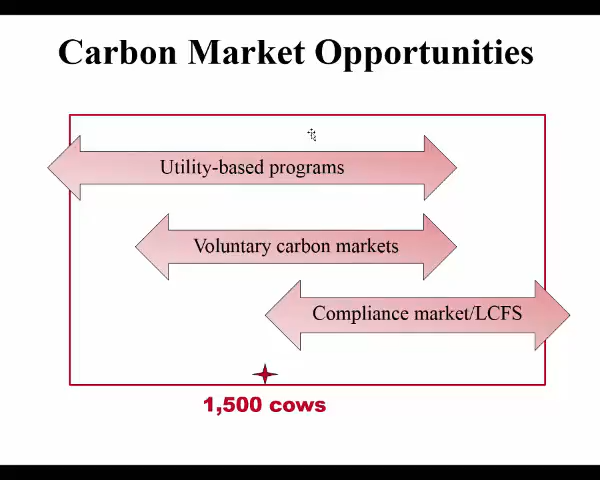 Carbon Market Opportunities
Utility-based programs
Voluntary carbon markets
Compliance market/LCFS
1,500 cows